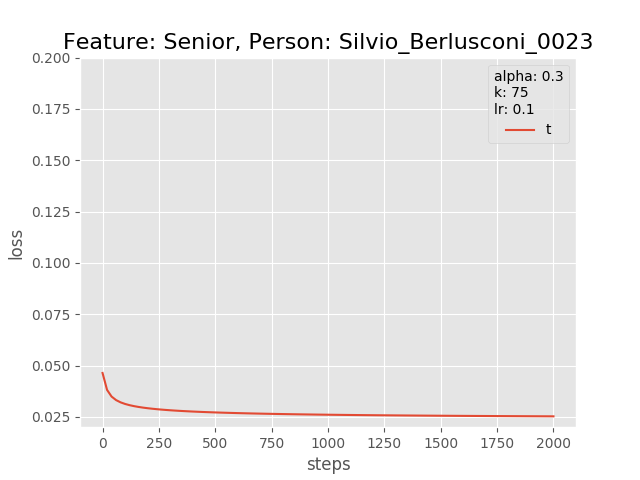 Feature: Senior, Person: Silvio_Berlusconi_0023
0.200
0.175
0.150
0.125
0.100
0.075
0.050
0.025
loss
alpha: 0.3
k: 75
lr: 0.1
t
0 250 500 750 1000 1250 1500 1750 2000
steps